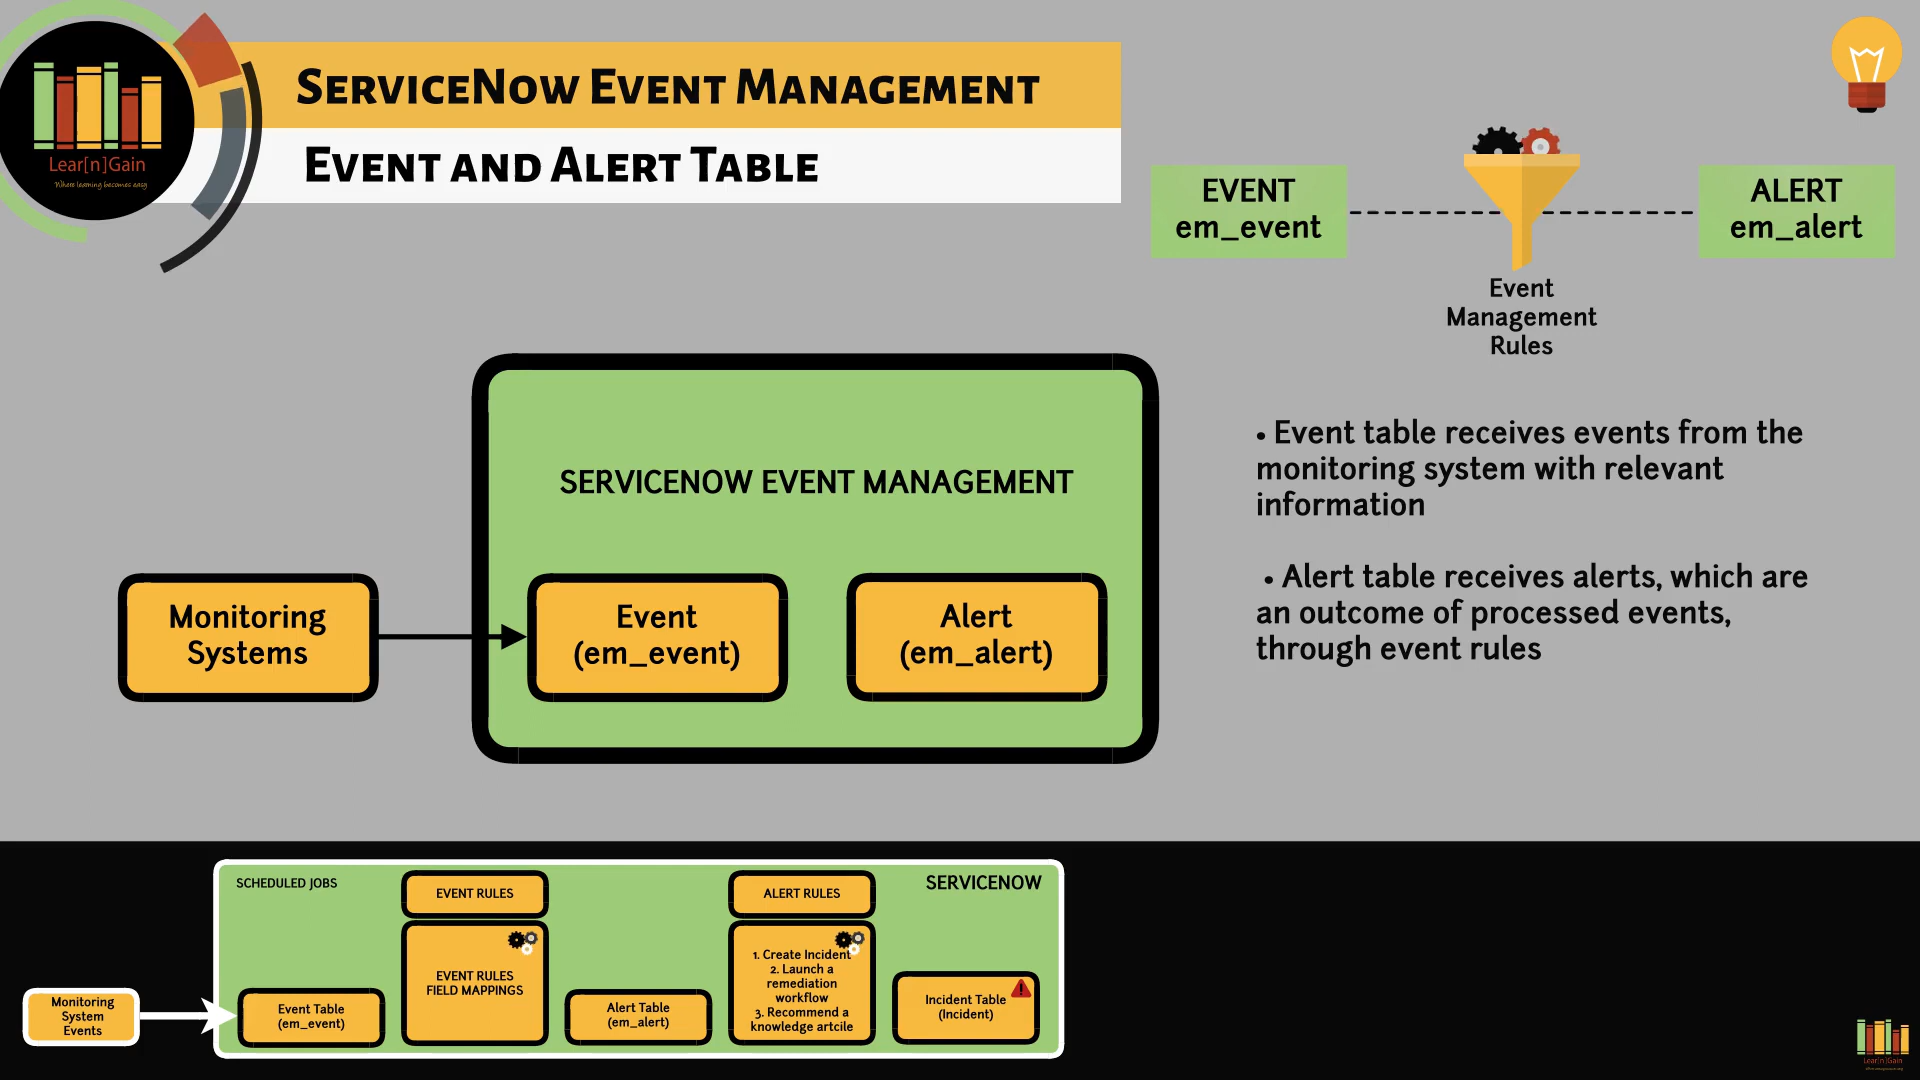 ServiceNow Event Management
Event and Alert Table
Lear[n]Gain
Where learning becomes easy
EVENT
em_event
ALERT
em_alert
Event
Management
Rules
SERVICENOW EVENT MANAGEMENT
Monitoring
Systems
Event
(em_event)
Alert
(em_alert)
• Event table receives events from the
monitoring system with relevant
information
• Alert table receives alerts, which are
an outcome of processed events,
through event rules
SCHEDULED JOBS
SERVICENOW
Monitoring
System
Events
Event Table
(em_event)
EVENT RULES
EVENT RULES
FIELD MAPPINGS
Alert Table
(em_alert)
ALERT RULES
1. Create Incident
2. Launch a
remediation
workflow
3. Recommend a
knowledge artcile
Incident Table
(Incident)
Lear[n]Gain